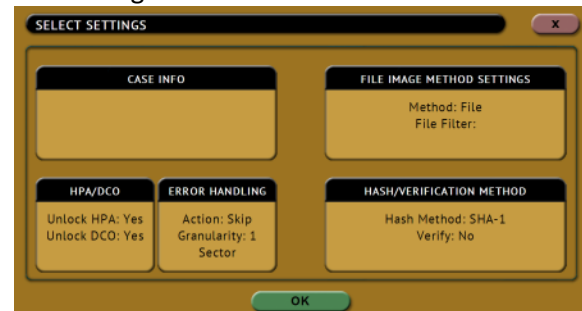 SELECT SETTINGS
X
CASE INFO
FILE IMAGE METHOD SETTINGS
Method: File
File Filter:
HPA/DCO
Unlock HPA: Yes
Unlock DCO: Yes
ERROR HANDLING
Action: Skip
Granularity: 1
Sector
HASH/VERIFICATION METHOD
Hash Method: SHA-1
Verify: No
OK